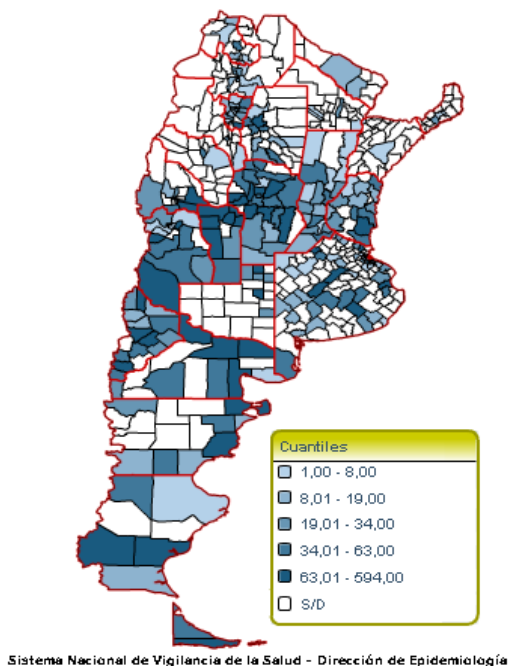 Cuantiles
1,00 - 8,00
8,01 - 19,00
19,01 - 34,00
34,01 - 63,00
63,01 - 594,00
S/D
Sistema Nacional de Vigilancia de la Salud - Dirección de Epidemiología